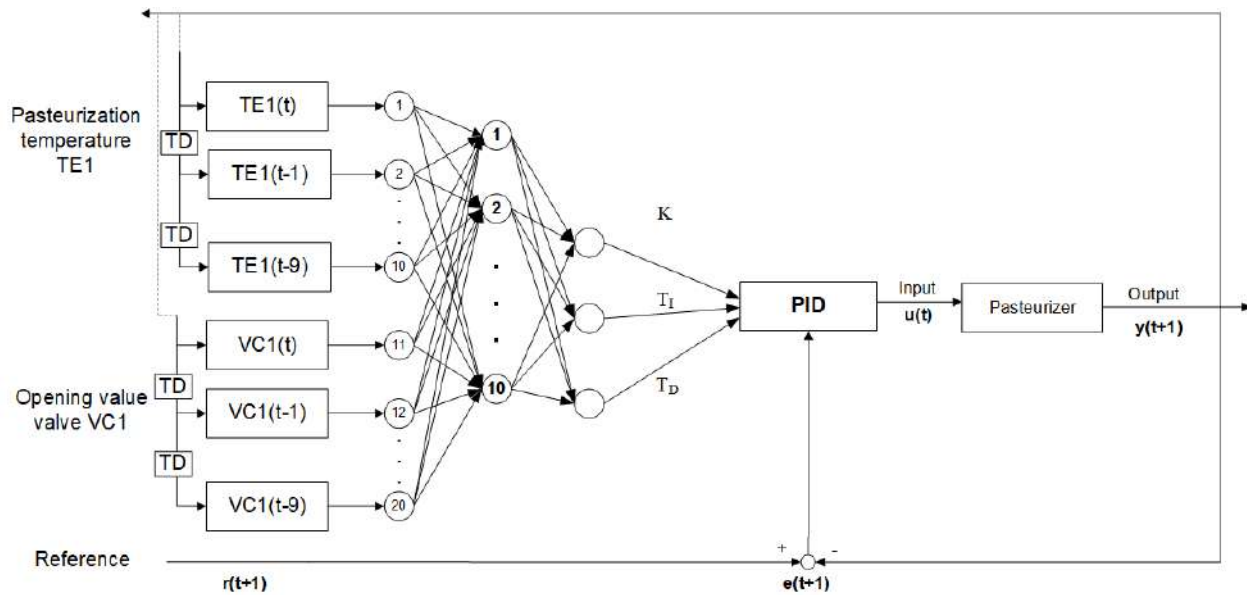 Pasteurization
temperature
TE1
TD
TD
TE1(t)
TE1(t-1)
TE1(t-9)
1
2
10
Opening value
valve VC1
TD
TD
VC1(t)
VC1(t-1)
VC1(t-9)
11
12
20
1
2
10
K
T_I
T_D
PID
Input
u(t)
Pasteurizer
Output
y(t+1)
Reference
r(t+1)
+
-
e(t+1)